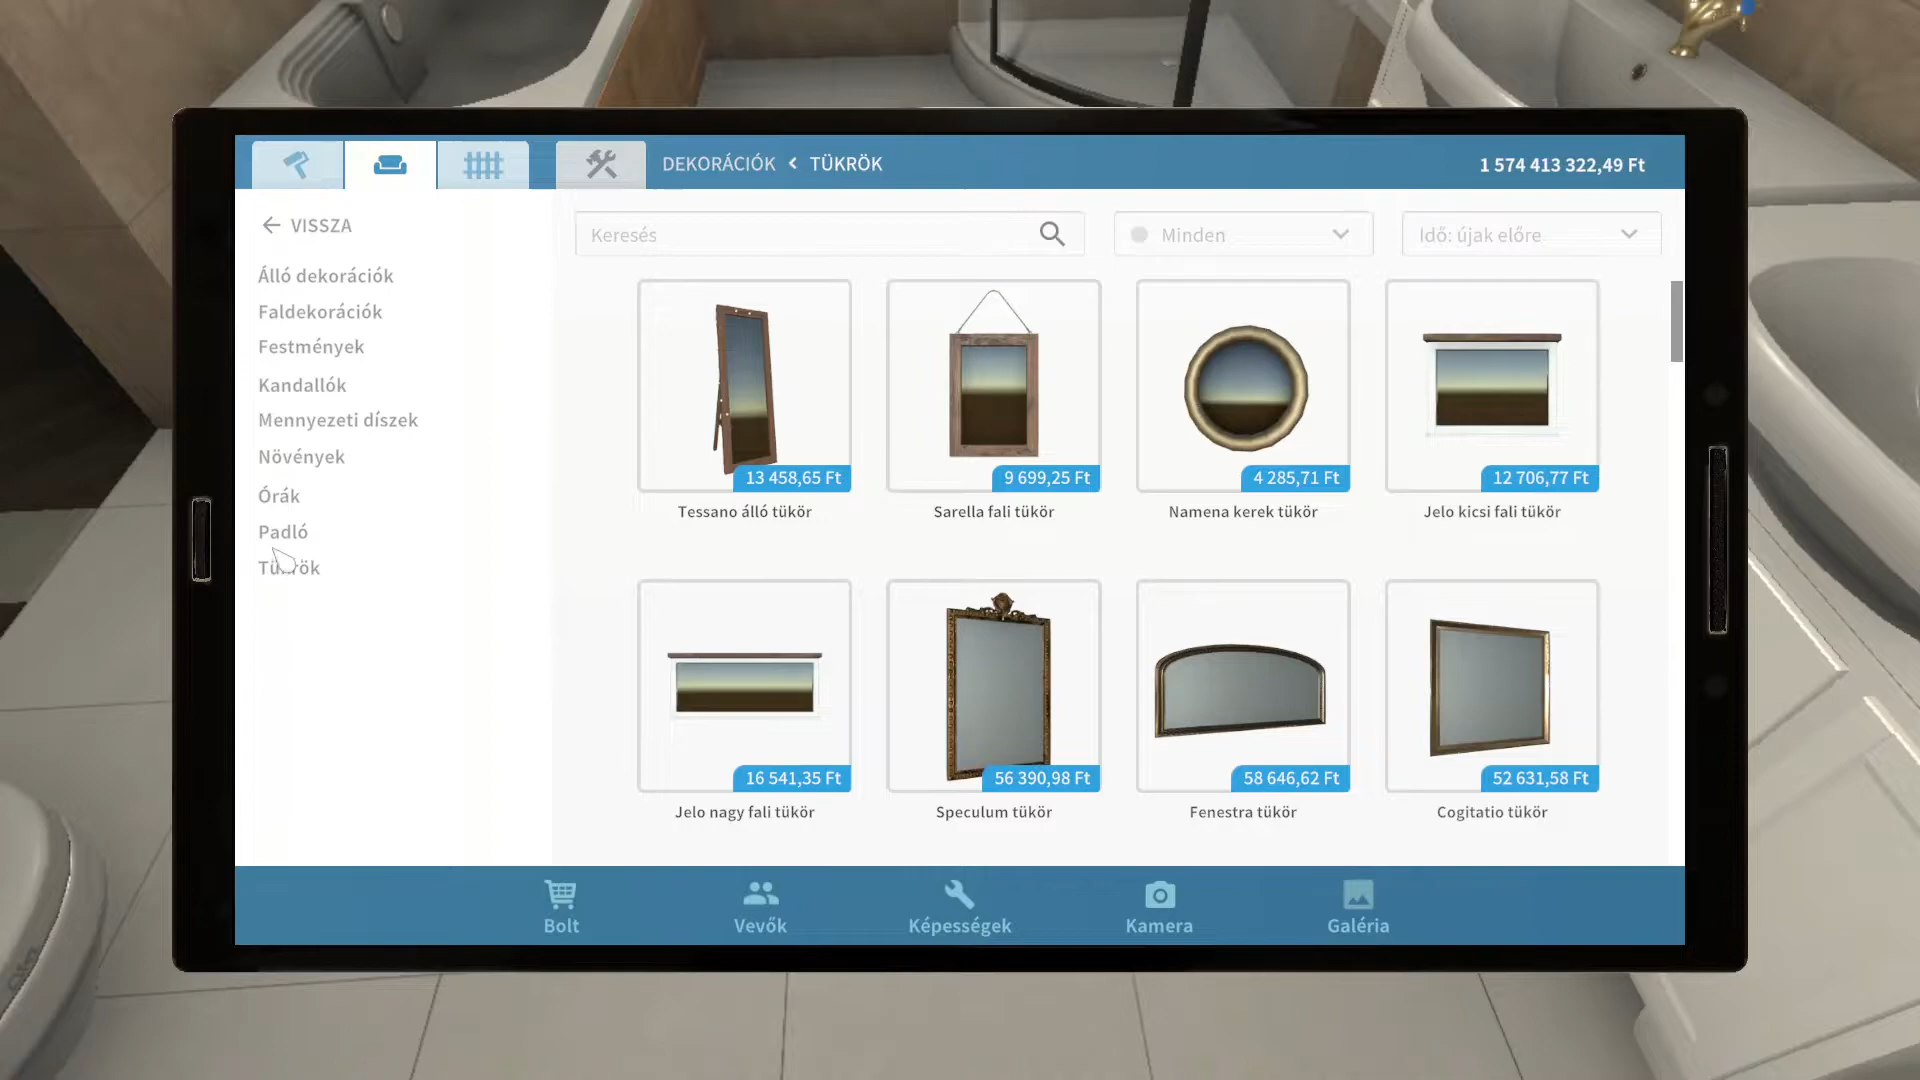 DEKORÁCIÓK < TÜKRÖK
1 574 413 322,49 Ft
VISSZA
Keresés
Minden
Idő: újak előre
Álló dekorációk
Faldekorációk
Festmények
Kandallók
Mennyezeti díszek
Növények
Órák
Padló
Tükrök
13 458,65 Ft
9 699,25 Ft
4 285,71 Ft
12 706,77 Ft
Tessano álló tükör
Sarella fali tükör
Namena kerek tükör
Jelo kicsi fali tükör
16 541,35 Ft
56 390,98 Ft
58 646,62 Ft
52 631,58 Ft
Jelo nagy fali tükör
Speculum tükör
Fenestra tükör
Cogitatio tükör
Bolt
Vevők
Képességek
Kamera
Galéria